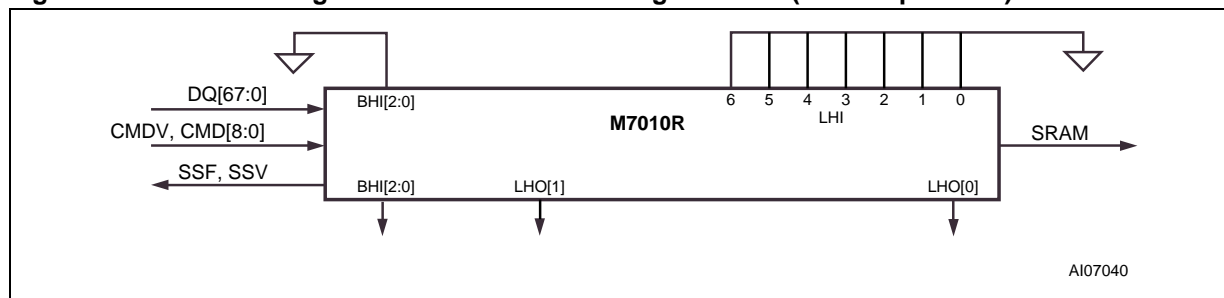 DQ[67:0]
BHI[2:0]
6 5 4 3 2 1 0
LHI
CMDV, CMD[8:0]
M7010R
SRAM
SSF, SSV
BHI[2:0]
LHO[1]
LHO[0]
AI07040